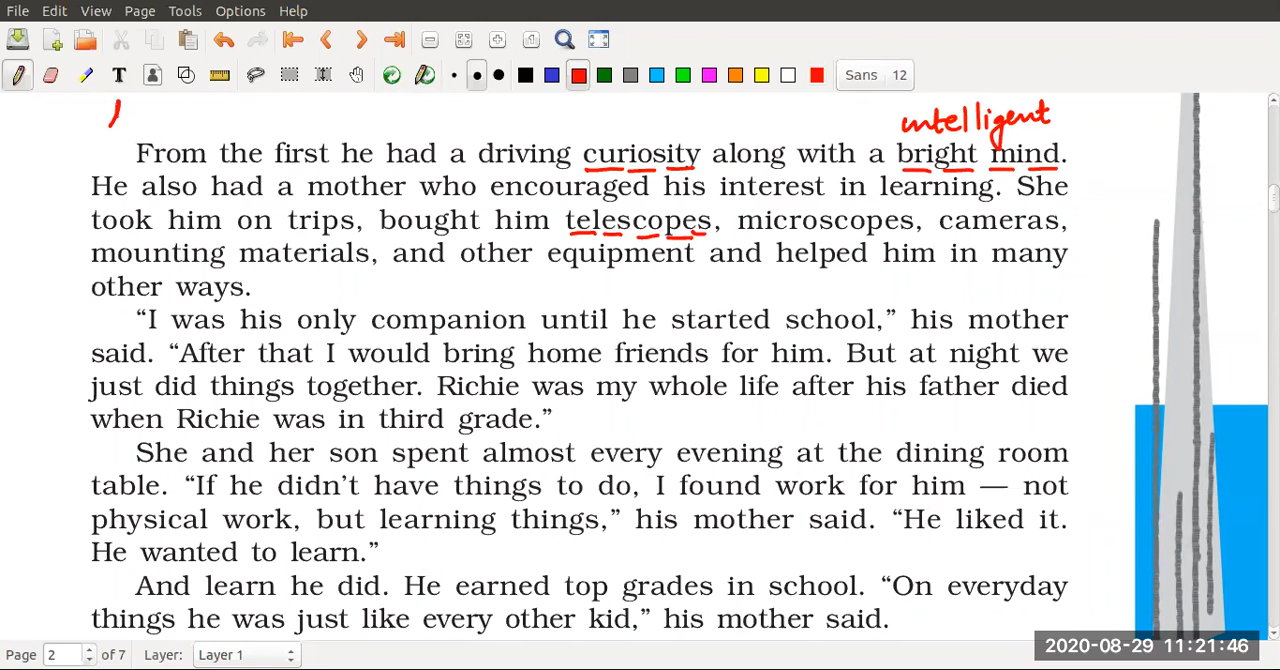 File Edit View Page Tools Options Help
T Sans 12
intelligent
From the first he had a driving curiosity along with a bright mind.
He also had a mother who encouraged his interest in learning. She
took him on trips, bought him telescopes, microscopes, cameras,
mounting materials, and other equipment and helped him in many
other ways.
“I was his only companion until he started school,” his mother
said. “After that I would bring home friends for him. But at night we
just did things together. Richie was my whole life after his father died
when Richie was in third grade.”
She and her son spent almost every evening at the dining room
table. “If he didn’t have things to do, I found work for him — not
physical work, but learning things,” his mother said. “He liked it.
He wanted to learn.”
And learn he did. He earned top grades in school. “On everyday
things he was just like every other kid,” his mother said.
Page 2 of 7 Layer: Layer 1
2020-08-29 11:21:46